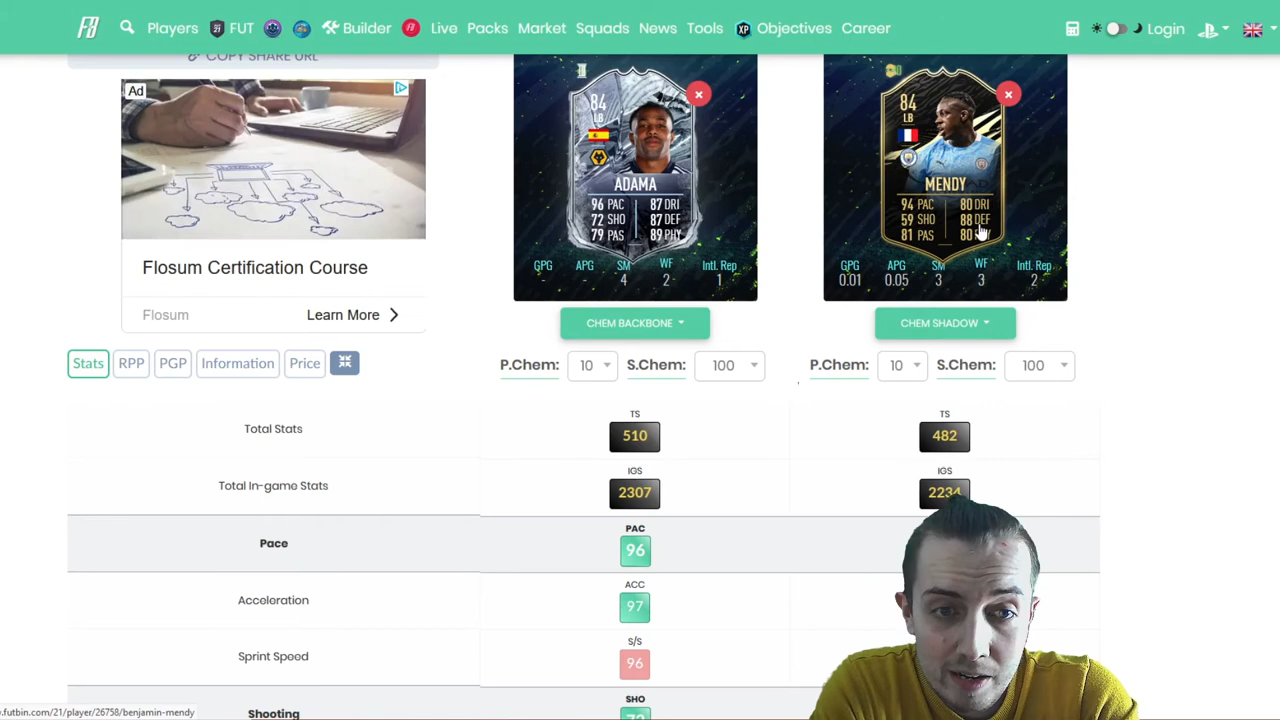 Players FUT Builder Live Packs Market Squads News Tools XP Objectives Career Login
COPY SHARE URL
Ad
Flosum Certification Course
Flosum
Learn More
84
LB
ADAMA
96 PAC 87 DRI
72 SHO 87 DEF
79 PAS 89 PHY
GPG APG SM WF Intl. Rep
- - 4 2 1
84
LB
MENDY
94 PAC 80 DRI
59 SHO 88 DEF
81 PAS 80
GPG APG SM WF Intl. Rep
0.01 0.05 3 3 2
CHEM BACKBONE
CHEM SHADOW
P.Chem: 10 S.Chem: 100
P.Chem: 10 S.Chem: 100
Stats RPP PGP Information Price
TS TS
Total Stats 510 482
IGS IGS
Total In-game Stats 2307 2234
PAC
Pace 96
ACC
Acceleration 97
S/S
Sprint Speed 96
SHO
Shooting 72
w.futbin.com/21/player/26758/benjamin-mendy